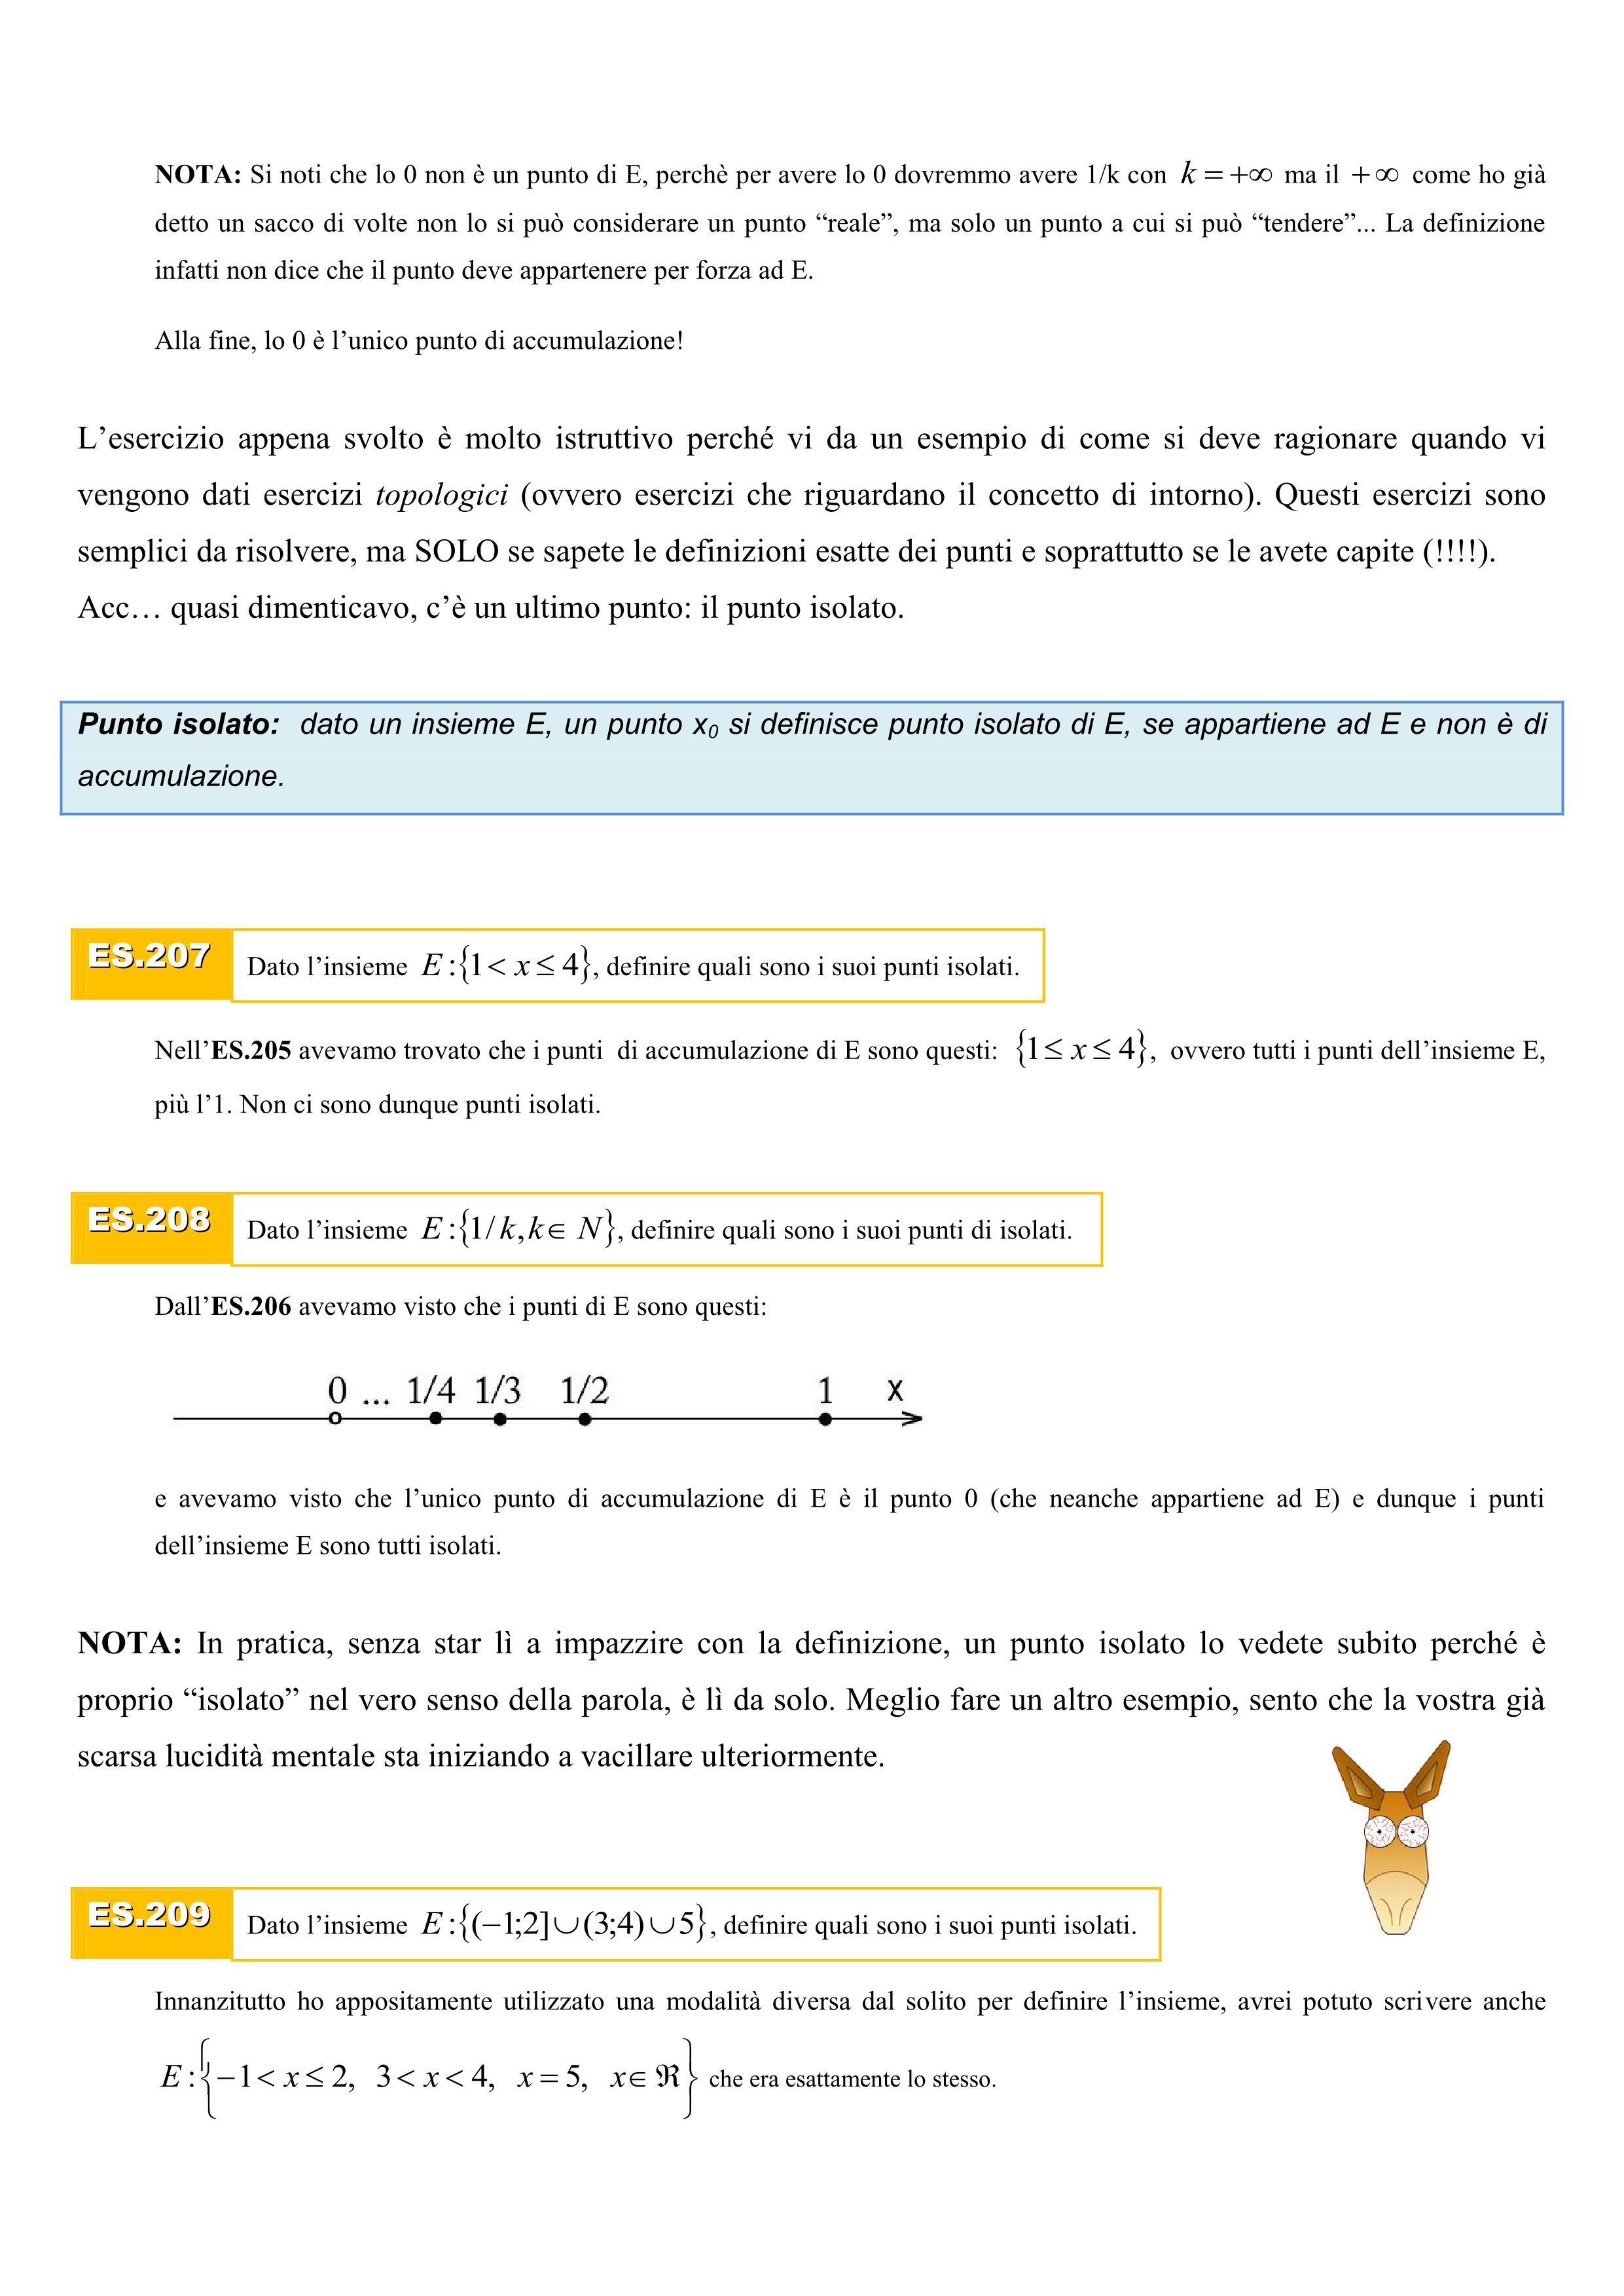 NOTA: Si noti che lo 0 non è un punto di E, perchè per avere lo 0 dovremmo avere 1/k con k = +∞ ma il +∞ come ho già
detto un sacco di volte non lo si può considerare un punto “reale”, ma solo un punto a cui si può “tendere”... La definizione
infatti non dice che il punto deve appartenere per forza ad E.
Alla fine, lo 0 è l’unico punto di accumulazione!
L’esercizio appena svolto è molto istruttivo perché vi da un esempio di come si deve ragionare quando vi
vengono dati esercizi topologici (ovvero esercizi che riguardano il concetto di intorno). Questi esercizi sono
semplici da risolvere, ma SOLO se sapete le definizioni esatte dei punti e soprattutto se le avete capite (!!!!).
Acc… quasi dimenticavo, c’è un ultimo punto: il punto isolato.
Punto isolato: dato un insieme E, un punto x₀ si definisce punto isolato di E, se appartiene ad E e non è di
accumulazione.
ES.207 Dato l’insieme E:{1< x ≤ 4}, definire quali sono i suoi punti isolati.
Nell’ES.205 avevamo trovato che i punti di accumulazione di E sono questi: {1≤ x ≤ 4}, ovvero tutti i punti dell’insieme E,
più l’1. Non ci sono dunque punti isolati.
ES.208 Dato l’insieme E:{1/k,k∈ N}, definire quali sono i suoi punti di isolati.
Dall’ES.206 avevamo visto che i punti di E sono questi:
0 ... 1/4 1/3 1/2 1 x
e avevamo visto che l’unico punto di accumulazione di E è il punto 0 (che neanche appartiene ad E) e dunque i punti
dell’insieme E sono tutti isolati.
NOTA: In pratica, senza star lì a impazzire con la definizione, un punto isolato lo vedete subito perché è
proprio “isolato” nel vero senso della parola, è lì da solo. Meglio fare un altro esempio, sento che la vostra già
scarsa lucidità mentale sta iniziando a vacillare ulteriormente.
ES.209 Dato l’insieme E:{(−1;2]∪(3;4)∪5}, definire quali sono i suoi punti isolati.
Innanzitutto ho appositamente utilizzato una modalità diversa dal solito per definire l’insieme, avrei potuto scrivere anche
E:{−1< x ≤ 2, 3< x < 4, x = 5, x∈ ℜ} che era esattamente lo stesso.